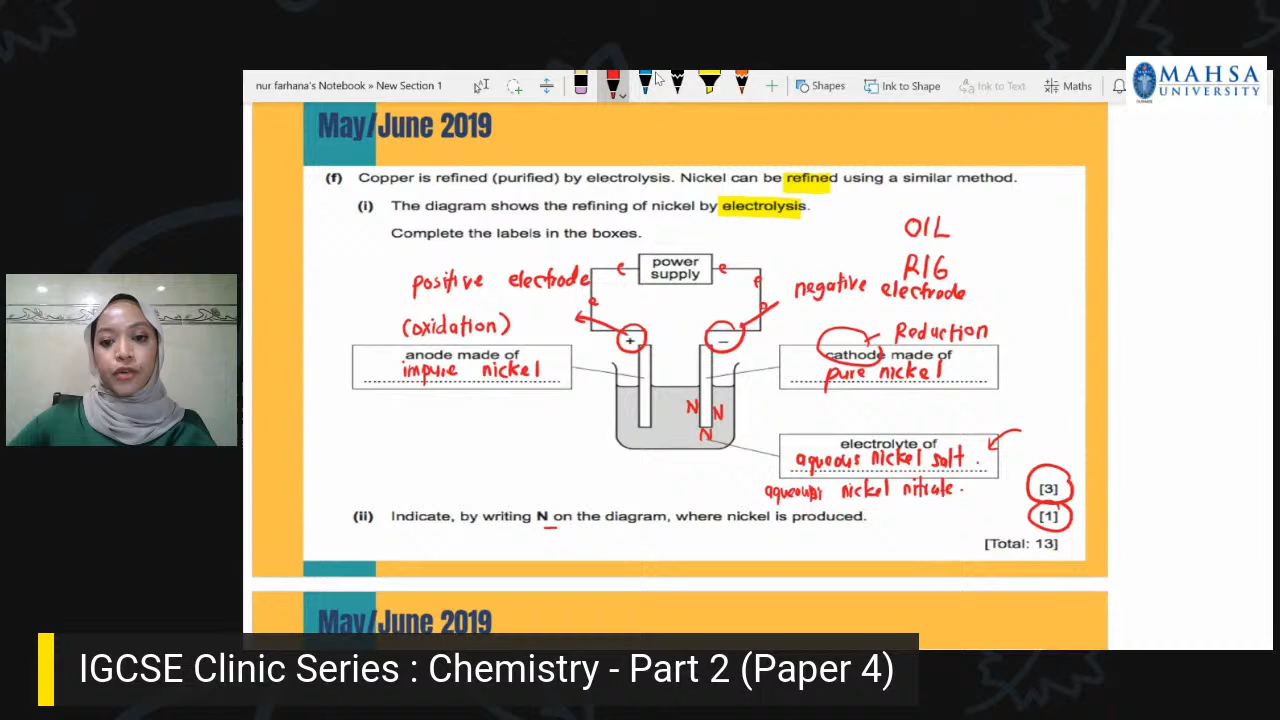 nur farhana's Notebook » New Section 1
Shapes
Ink to Shape
Ink to Text
Maths
MAHSA
UNIVERSITY
May/June 2019
(f) Copper is refined (purified) by electrolysis. Nickel can be refined using a similar method.
(i) The diagram shows the refining of nickel by electrolysis.
Complete the labels in the boxes.
OIL
RIG
power
supply
positive electrode
negative electrode
e e e e e
(oxidation)
Reduction
+
−
anode made of
impure nickel
cathode made of
pure nickel
N N
N
electrolyte of
aqueous nickel salt.
aqueous nickel nitrate.
[3]
(ii) Indicate, by writing N on the diagram, where nickel is produced.
[1]
[Total: 13]
May/June 2019
IGCSE Clinic Series : Chemistry - Part 2 (Paper 4)